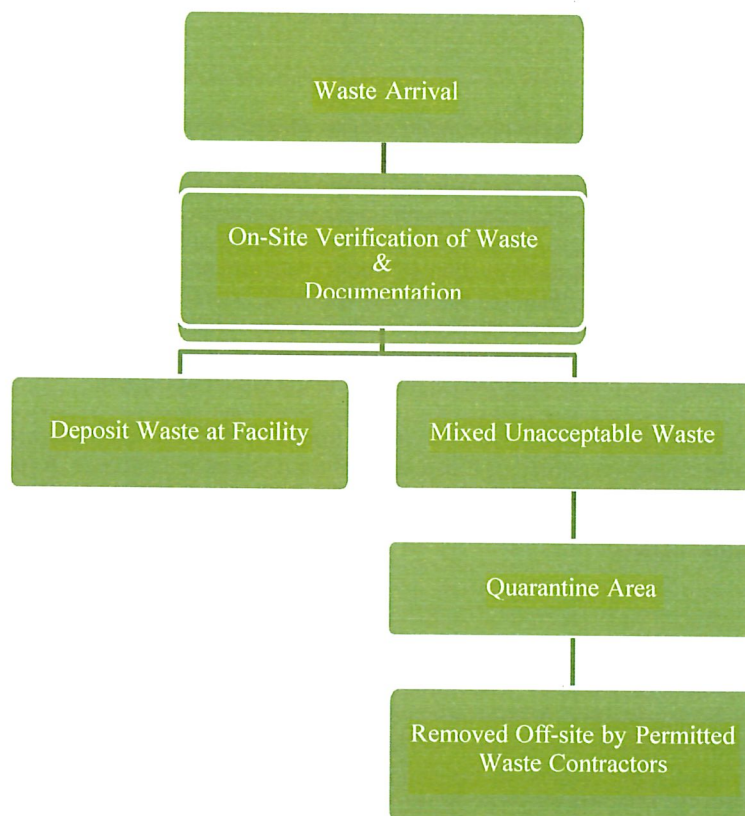 Waste Arrival
On-Site Verification of Waste
&
Documentation
Deposit Waste at Facility
Mixed Unacceptable Waste
Quarantine Area
Removed Off-site by Permitted
Waste Contractors